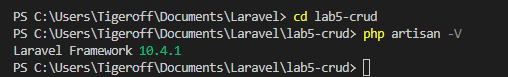 PS C:\Users\Tigeroff\Documents\Laravel> cd lab5-crud
PS C:\Users\Tigeroff\Documents\Laravel\lab5-crud> php artisan -V
Laravel Framework 10.4.1
PS C:\Users\Tigeroff\Documents\Laravel\lab5-crud>